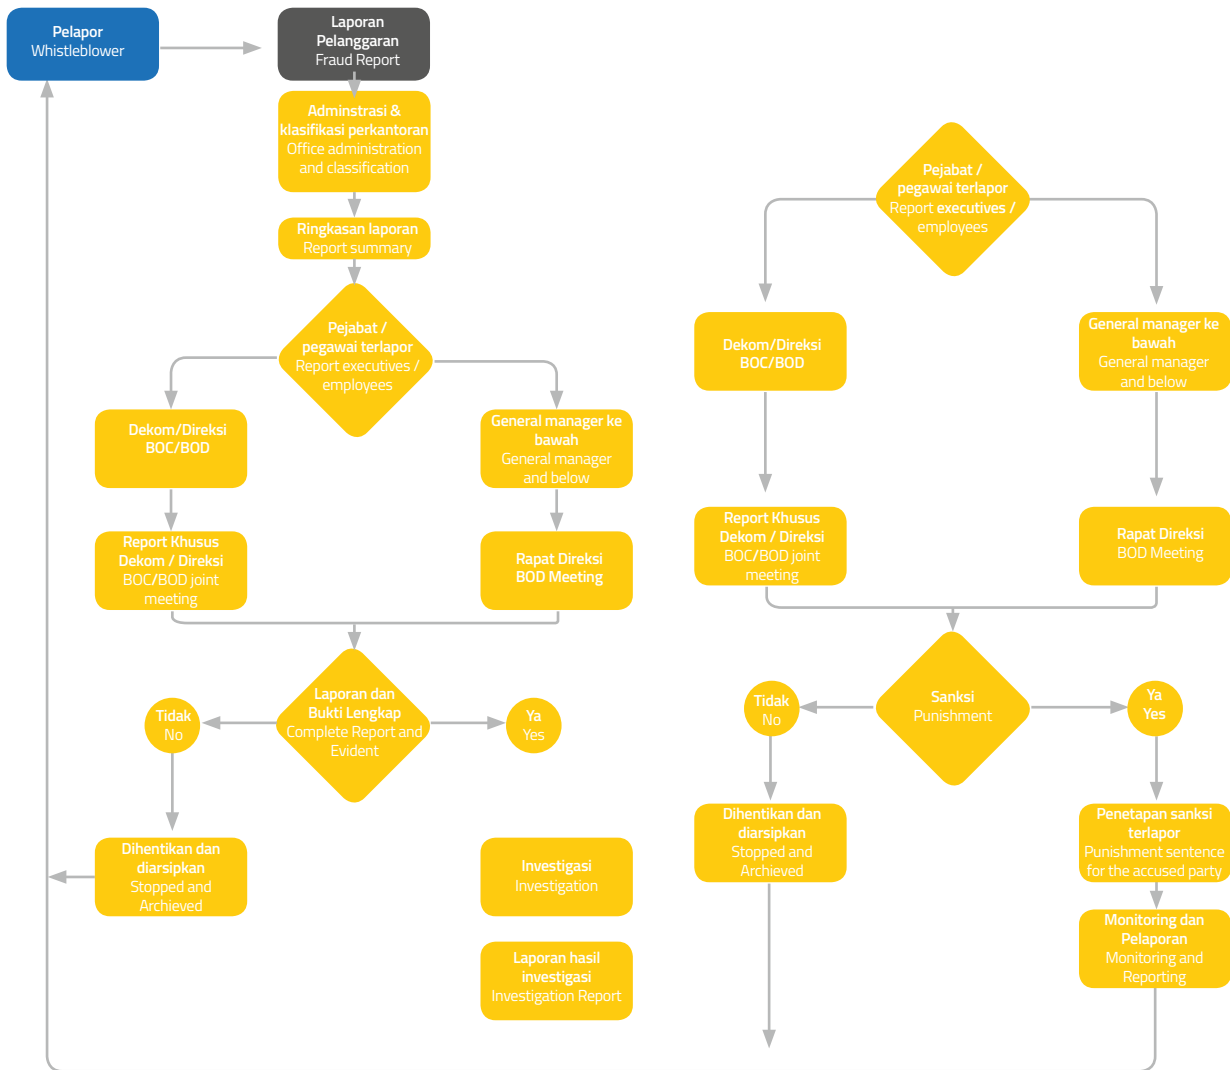 Pelapor
Whistleblower
Laporan
Pelanggaran
Fraud Report
Adminstrasi &
klasifikasi perkantoran
Office administration
and classification
Ringkasan laporan
Report summary
Pejabat /
pegawai terlapor
Report executives /
employees
Dekom/Direksi
BOC/BOD
General manager ke
bawah
General manager
and below
Report Khusus
Dekom / Direksi
BOC/BOD joint
meeting
Rapat Direksi
BOD Meeting
Laporan dan
Bukti Lengkap
Complete Report and
Evident
Tidak
No
Ya
Yes
Dihentikan dan
diarsipkan
Stopped and
Archieved
Investigasi
Investigation
Laporan hasil
investigasi
Investigation Report
Pejabat /
pegawai terlapor
Report executives /
employees
Dekom/Direksi
BOC/BOD
General manager ke
bawah
General manager
and below
Report Khusus
Dekom / Direksi
BOC/BOD joint
meeting
Rapat Direksi
BOD Meeting
Sanksi
Punishment
Tidak
No
Ya
Yes
Dihentikan dan
diarsipkan
Stopped and
Archieved
Penetapan sanksi
terlapor
Punishment sentence
for the accused party
Monitoring dan
Pelaporan
Monitoring and
Reporting